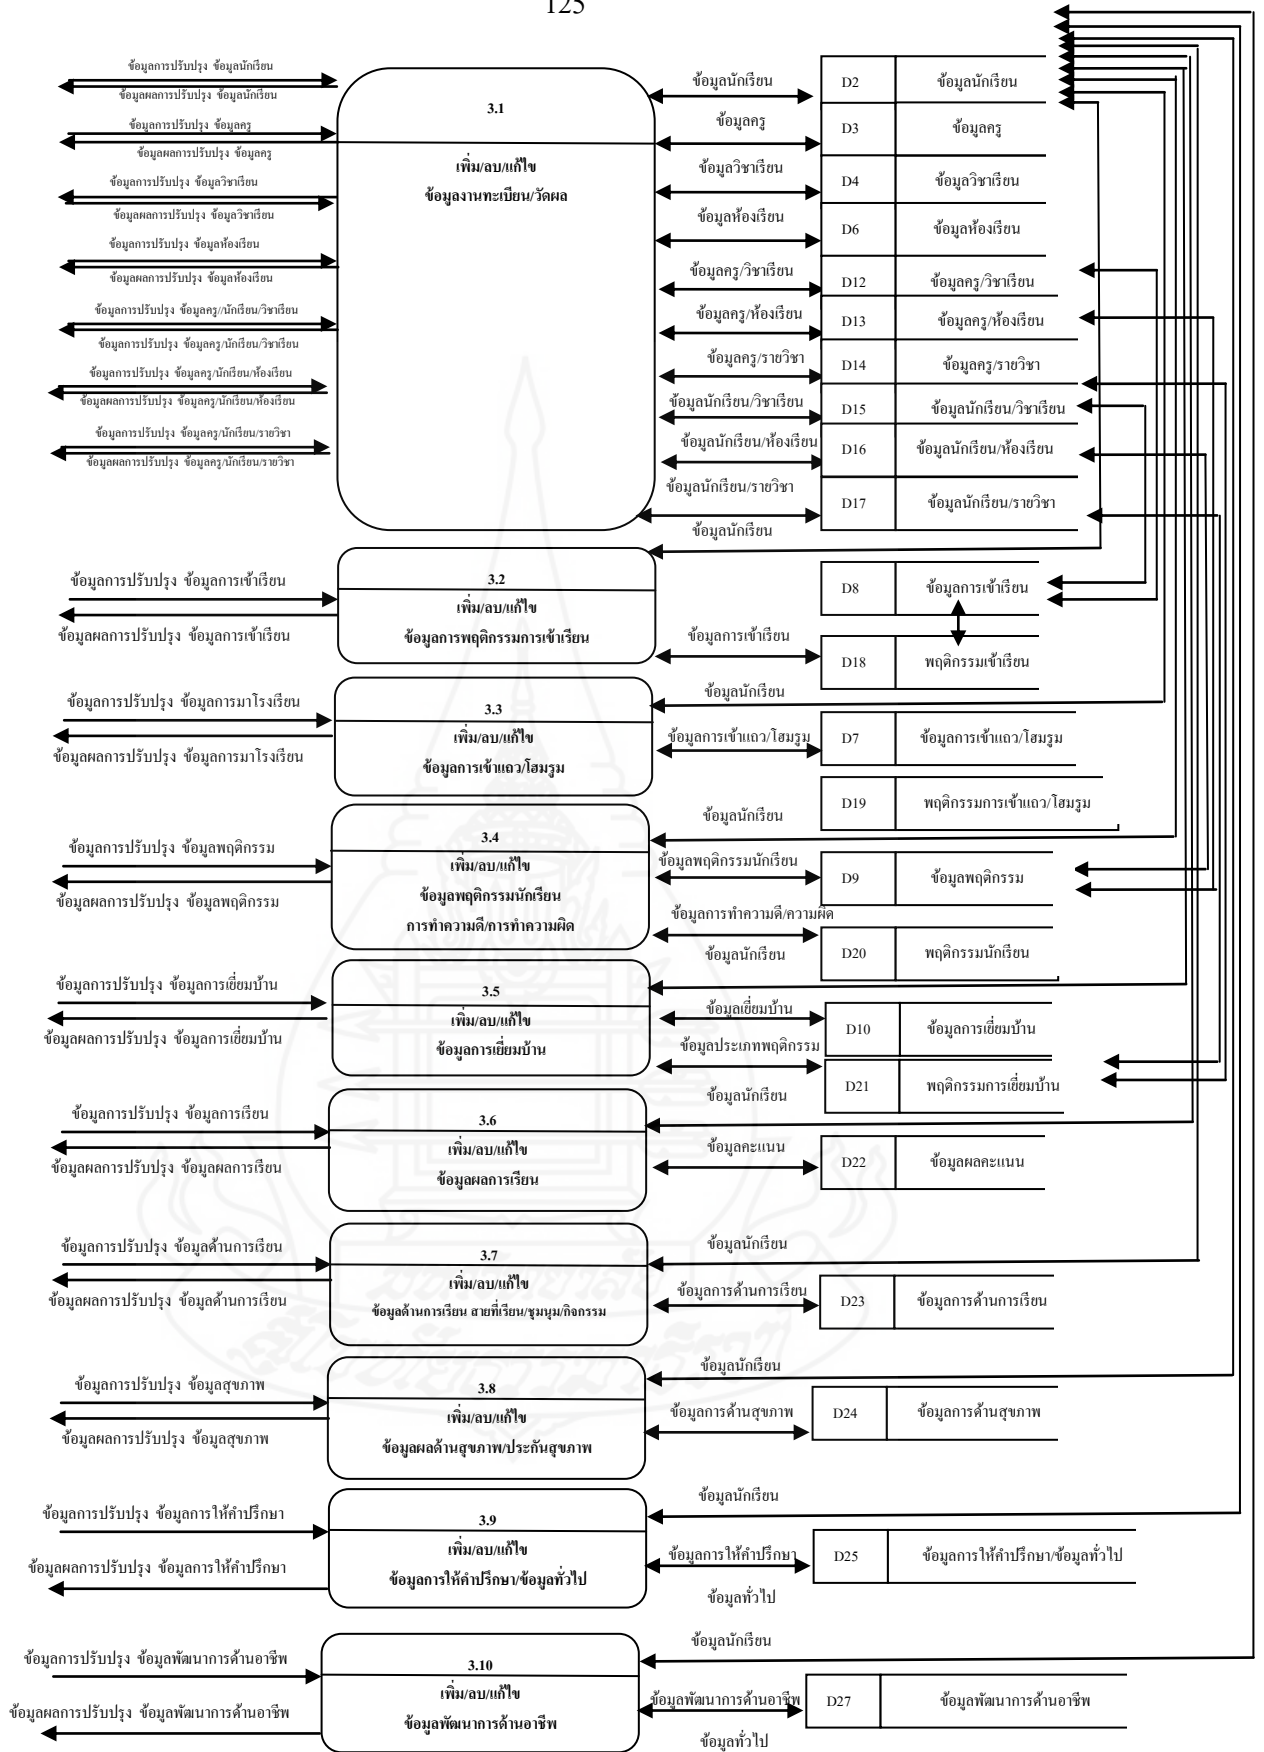 125
ข้อมูลการปรับปรุง ข้อมูลนักเรียน
ข้อมูลผลการปรับปรุง ข้อมูลนักเรียน
ข้อมูลการปรับปรุง ข้อมูลครู
ข้อมูลผลการปรับปรุง ข้อมูลครู
ข้อมูลการปรับปรุง ข้อมูลวิชาเรียน
ข้อมูลผลการปรับปรุง ข้อมูลวิชาเรียน
ข้อมูลการปรับปรุง ข้อมูลห้องเรียน
ข้อมูลผลการปรับปรุง ข้อมูลห้องเรียน
ข้อมูลการปรับปรุง ข้อมูลครู//นักเรียน/วิชาเรียน
ข้อมูลการปรับปรุง ข้อมูลครู/นักเรียน/วิชาเรียน
ข้อมูลการปรับปรุง ข้อมูลครู/นักเรียน/ห้องเรียน
ข้อมูลผลการปรับปรุง ข้อมูลครู/นักเรียน/ห้องเรียน
ข้อมูลการปรับปรุง ข้อมูลครู/นักเรียน/รายวิชา
ข้อมูลผลการปรับปรุง ข้อมูลครู/นักเรียน/รายวิชา
3.1
เพิ่ม/ลบ/แก้ไข
ข้อมูลงานทะเบียน/วัดผล
ข้อมูลนักเรียน
D2 ข้อมูลนักเรียน
ข้อมูลครู
D3 ข้อมูลครู
ข้อมูลวิชาเรียน
D4 ข้อมูลวิชาเรียน
ข้อมูลห้องเรียน
D6 ข้อมูลห้องเรียน
ข้อมูลครู/วิชาเรียน
D12 ข้อมูลครู/วิชาเรียน
ข้อมูลครู/ห้องเรียน
D13 ข้อมูลครู/ห้องเรียน
ข้อมูลครู/รายวิชา
D14 ข้อมูลครู/รายวิชา
ข้อมูลนักเรียน/วิชาเรียน
D15 ข้อมูลนักเรียน/วิชาเรียน
ข้อมูลนักเรียน/ห้องเรียน
D16 ข้อมูลนักเรียน/ห้องเรียน
ข้อมูลนักเรียน/รายวิชา
D17 ข้อมูลนักเรียน/รายวิชา
ข้อมูลนักเรียน
ข้อมูลการปรับปรุง ข้อมูลการเข้าเรียน
ข้อมูลผลการปรับปรุง ข้อมูลการเข้าเรียน
3.2
เพิ่ม/ลบ/แก้ไข
ข้อมูลการพฤติกรรมการเข้าเรียน
D8 ข้อมูลการเข้าเรียน
ข้อมูลการเข้าเรียน
D18 พฤติกรรมเข้าเรียน
ข้อมูลการปรับปรุง ข้อมูลการมาโรงเรียน
ข้อมูลผลการปรับปรุง ข้อมูลการมาโรงเรียน
3.3
เพิ่ม/ลบ/แก้ไข
ข้อมูลการเข้าแถว/โฮมรูม
ข้อมูลนักเรียน
ข้อมูลการเข้าแถว/โฮมรูม
D7 ข้อมูลการเข้าแถว/โฮมรูม
D19 พฤติกรรมการเข้าแถว/โฮมรูม
ข้อมูลการปรับปรุง ข้อมูลพฤติกรรม
ข้อมูลผลการปรับปรุง ข้อมูลพฤติกรรม
3.4
เพิ่ม/ลบ/แก้ไข
ข้อมูลพฤติกรรมนักเรียน
การทำความดี/การทำความผิด
ข้อมูลนักเรียน
ข้อมูลพฤติกรรมนักเรียน
D9 ข้อมูลพฤติกรรม
ข้อมูลการทำความดี/ความผิด
D20 พฤติกรรมนักเรียน
ข้อมูลนักเรียน
ข้อมูลการปรับปรุง ข้อมูลการเยี่ยมบ้าน
ข้อมูลผลการปรับปรุง ข้อมูลการเยี่ยมบ้าน
3.5
เพิ่ม/ลบ/แก้ไข
ข้อมูลการเยี่ยมบ้าน
ข้อมูลเยี่ยมบ้าน
D10 ข้อมูลการเยี่ยมบ้าน
ข้อมูลประเภทพฤติกรรม
D21 พฤติกรรมการเยี่ยมบ้าน
ข้อมูลนักเรียน
ข้อมูลการปรับปรุง ข้อมูลการเรียน
ข้อมูลผลการปรับปรุง ข้อมูลผลการเรียน
3.6
เพิ่ม/ลบ/แก้ไข
ข้อมูลผลการเรียน
ข้อมูลคะแนน
D22 ข้อมูลผลคะแนน
ข้อมูลการปรับปรุง ข้อมูลด้านการเรียน
ข้อมูลผลการปรับปรุง ข้อมูลด้านการเรียน
3.7
เพิ่ม/ลบ/แก้ไข
ข้อมูลด้านการเรียน สายที่เรียน/ชุมนุม/กิจกรรม
ข้อมูลนักเรียน
ข้อมูลการด้านการเรียน
D23 ข้อมูลการด้านการเรียน
ข้อมูลการปรับปรุง ข้อมูลสุขภาพ
ข้อมูลผลการปรับปรุง ข้อมูลสุขภาพ
3.8
เพิ่ม/ลบ/แก้ไข
ข้อมูลผลด้านสุขภาพ/ประกันสุขภาพ
ข้อมูลนักเรียน
ข้อมูลการด้านสุขภาพ
D24 ข้อมูลการด้านสุขภาพ
ข้อมูลการปรับปรุง ข้อมูลการให้คำปรึกษา
ข้อมูลผลการปรับปรุง ข้อมูลการให้คำปรึกษา
3.9
เพิ่ม/ลบ/แก้ไข
ข้อมูลการให้คำปรึกษา/ข้อมูลทั่วไป
ข้อมูลนักเรียน
ข้อมูลการให้คำปรึกษา
D25 ข้อมูลการให้คำปรึกษา/ข้อมูลทั่วไป
ข้อมูลทั่วไป
ข้อมูลการปรับปรุง ข้อมูลพัฒนาการด้านอาชีพ
ข้อมูลผลการปรับปรุง ข้อมูลพัฒนาการด้านอาชีพ
3.10
เพิ่ม/ลบ/แก้ไข
ข้อมูลพัฒนาการด้านอาชีพ
ข้อมูลนักเรียน
ข้อมูลพัฒนาการด้านอาชีพ
D27 ข้อมูลพัฒนาการด้านอาชีพ
ข้อมูลทั่วไป